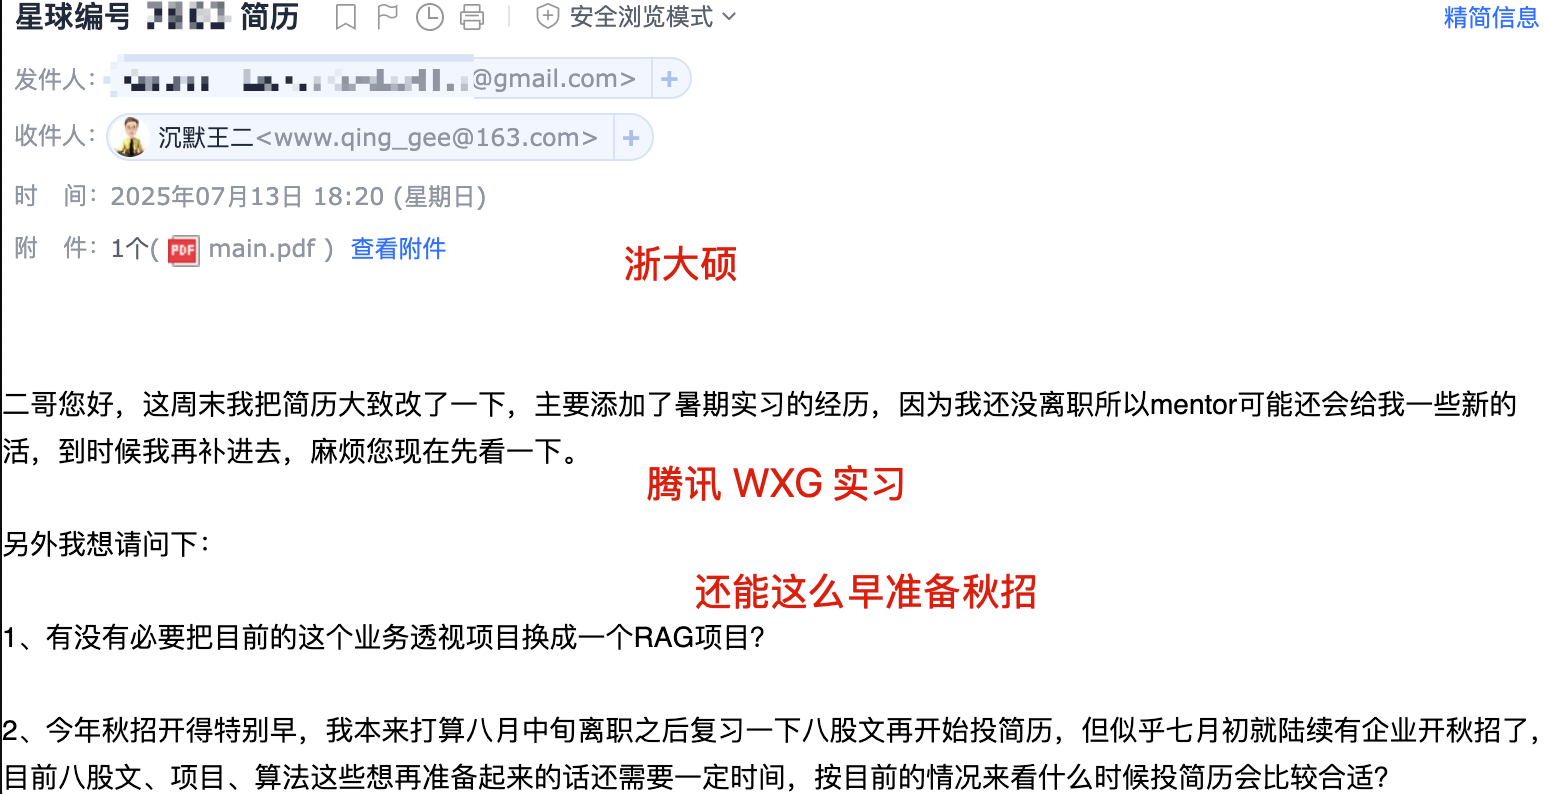 星球编号 简历 安全浏览模式 精简信息
发件人： @gmail.com> +
收件人： 沉默王二<www.qing_gee@163.com> +
时 间： 2025年07月13日 18:20 (星期日)
附 件： 1个( PDF main.pdf ) 查看附件
浙大硕
二哥您好，这周末我把简历大致改了一下，主要添加了暑期实习的经历，因为我还没离职所以mentor可能还会给我一些新的
活，到时候我再补进去，麻烦您现在先看一下。
腾讯 WXG 实习
另外我想请问下：
还能这么早准备秋招
1、有没有必要把目前的这个业务透视项目换成一个RAG项目？
2、今年秋招开得特别早，我本来打算八月中旬离职之后复习一下八股文再开始投简历，但似乎七月初就陆续有企业开秋招了，
目前八股文、项目、算法这些想再准备起来的话还需要一定时间，按目前的情况来看什么时候投简历会比较合适？